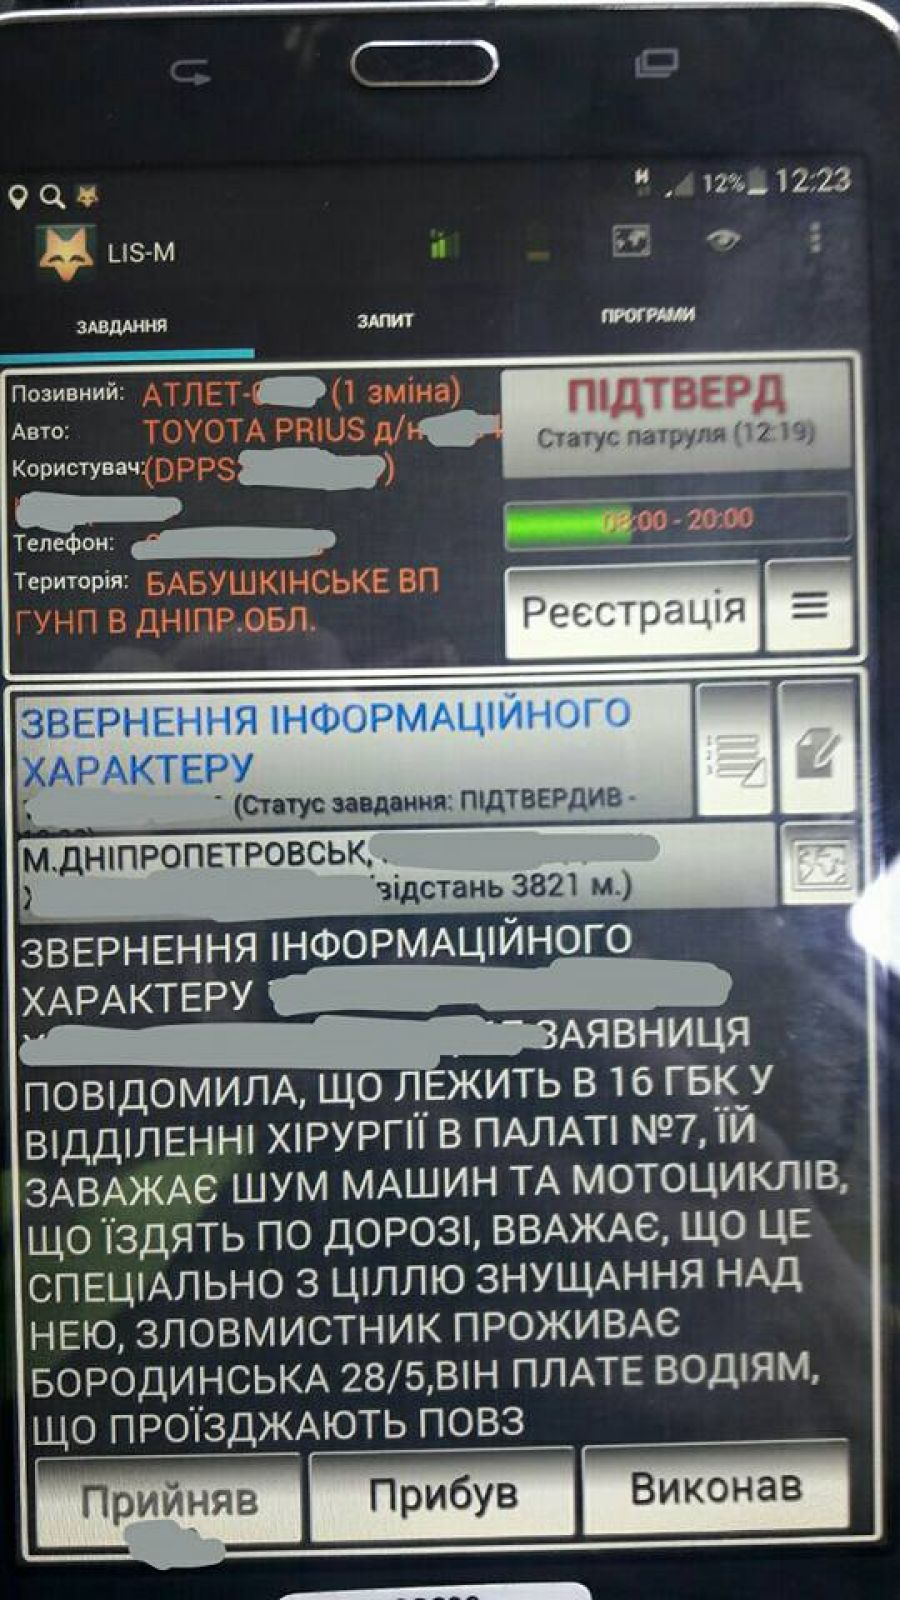 И 12% 12:23
LIS-M
ЗАВДАННЯ ЗАПИТ ПРОГРАМИ
Позивний: АТЛЕТ- (1 зміна)
Авто: TOYOTA PRIUS д/н
Користувач: (DPPS )
Телефон:
Територія: БАБУШКІНСЬКЕ ВП
ГУНП В ДНІПР.ОБЛ.
ПІДТВЕРД
Статус патруля (12:19)
08:00 - 20:00
Реєстрація
ЗВЕРНЕННЯ ІНФОРМАЦІЙНОГО
ХАРАКТЕРУ
(Статус завдання: ПІДТВЕРДИВ -
М.ДНІПРОПЕТРОВСЬК,
відстань 3821 м.)
ЗВЕРНЕННЯ ІНФОРМАЦІЙНОГО
ХАРАКТЕРУ
ЗАЯВНИЦЯ
ПОВІДОМИЛА, ЩО ЛЕЖИТЬ В 16 ГБК У
ВІДДІЛЕННІ ХІРУРГІЇ В ПАЛАТІ №7, ЇЙ
ЗАВАЖАЄ ШУМ МАШИН ТА МОТОЦИКЛІВ,
ЩО ЇЗДЯТЬ ПО ДОРОЗІ, ВВАЖАЄ, ЩО ЦЕ
СПЕЦІАЛЬНО З ЦІЛЛЮ ЗНУЩАННЯ НАД
НЕЮ, ЗЛОВМИСТНИК ПРОЖИВАЄ
БОРОДИНСЬКА 28/5,ВІН ПЛАТЕ ВОДІЯМ,
ЩО ПРОЇЗДЖАЮТЬ ПОВЗ
Прийняв Прибув Виконав